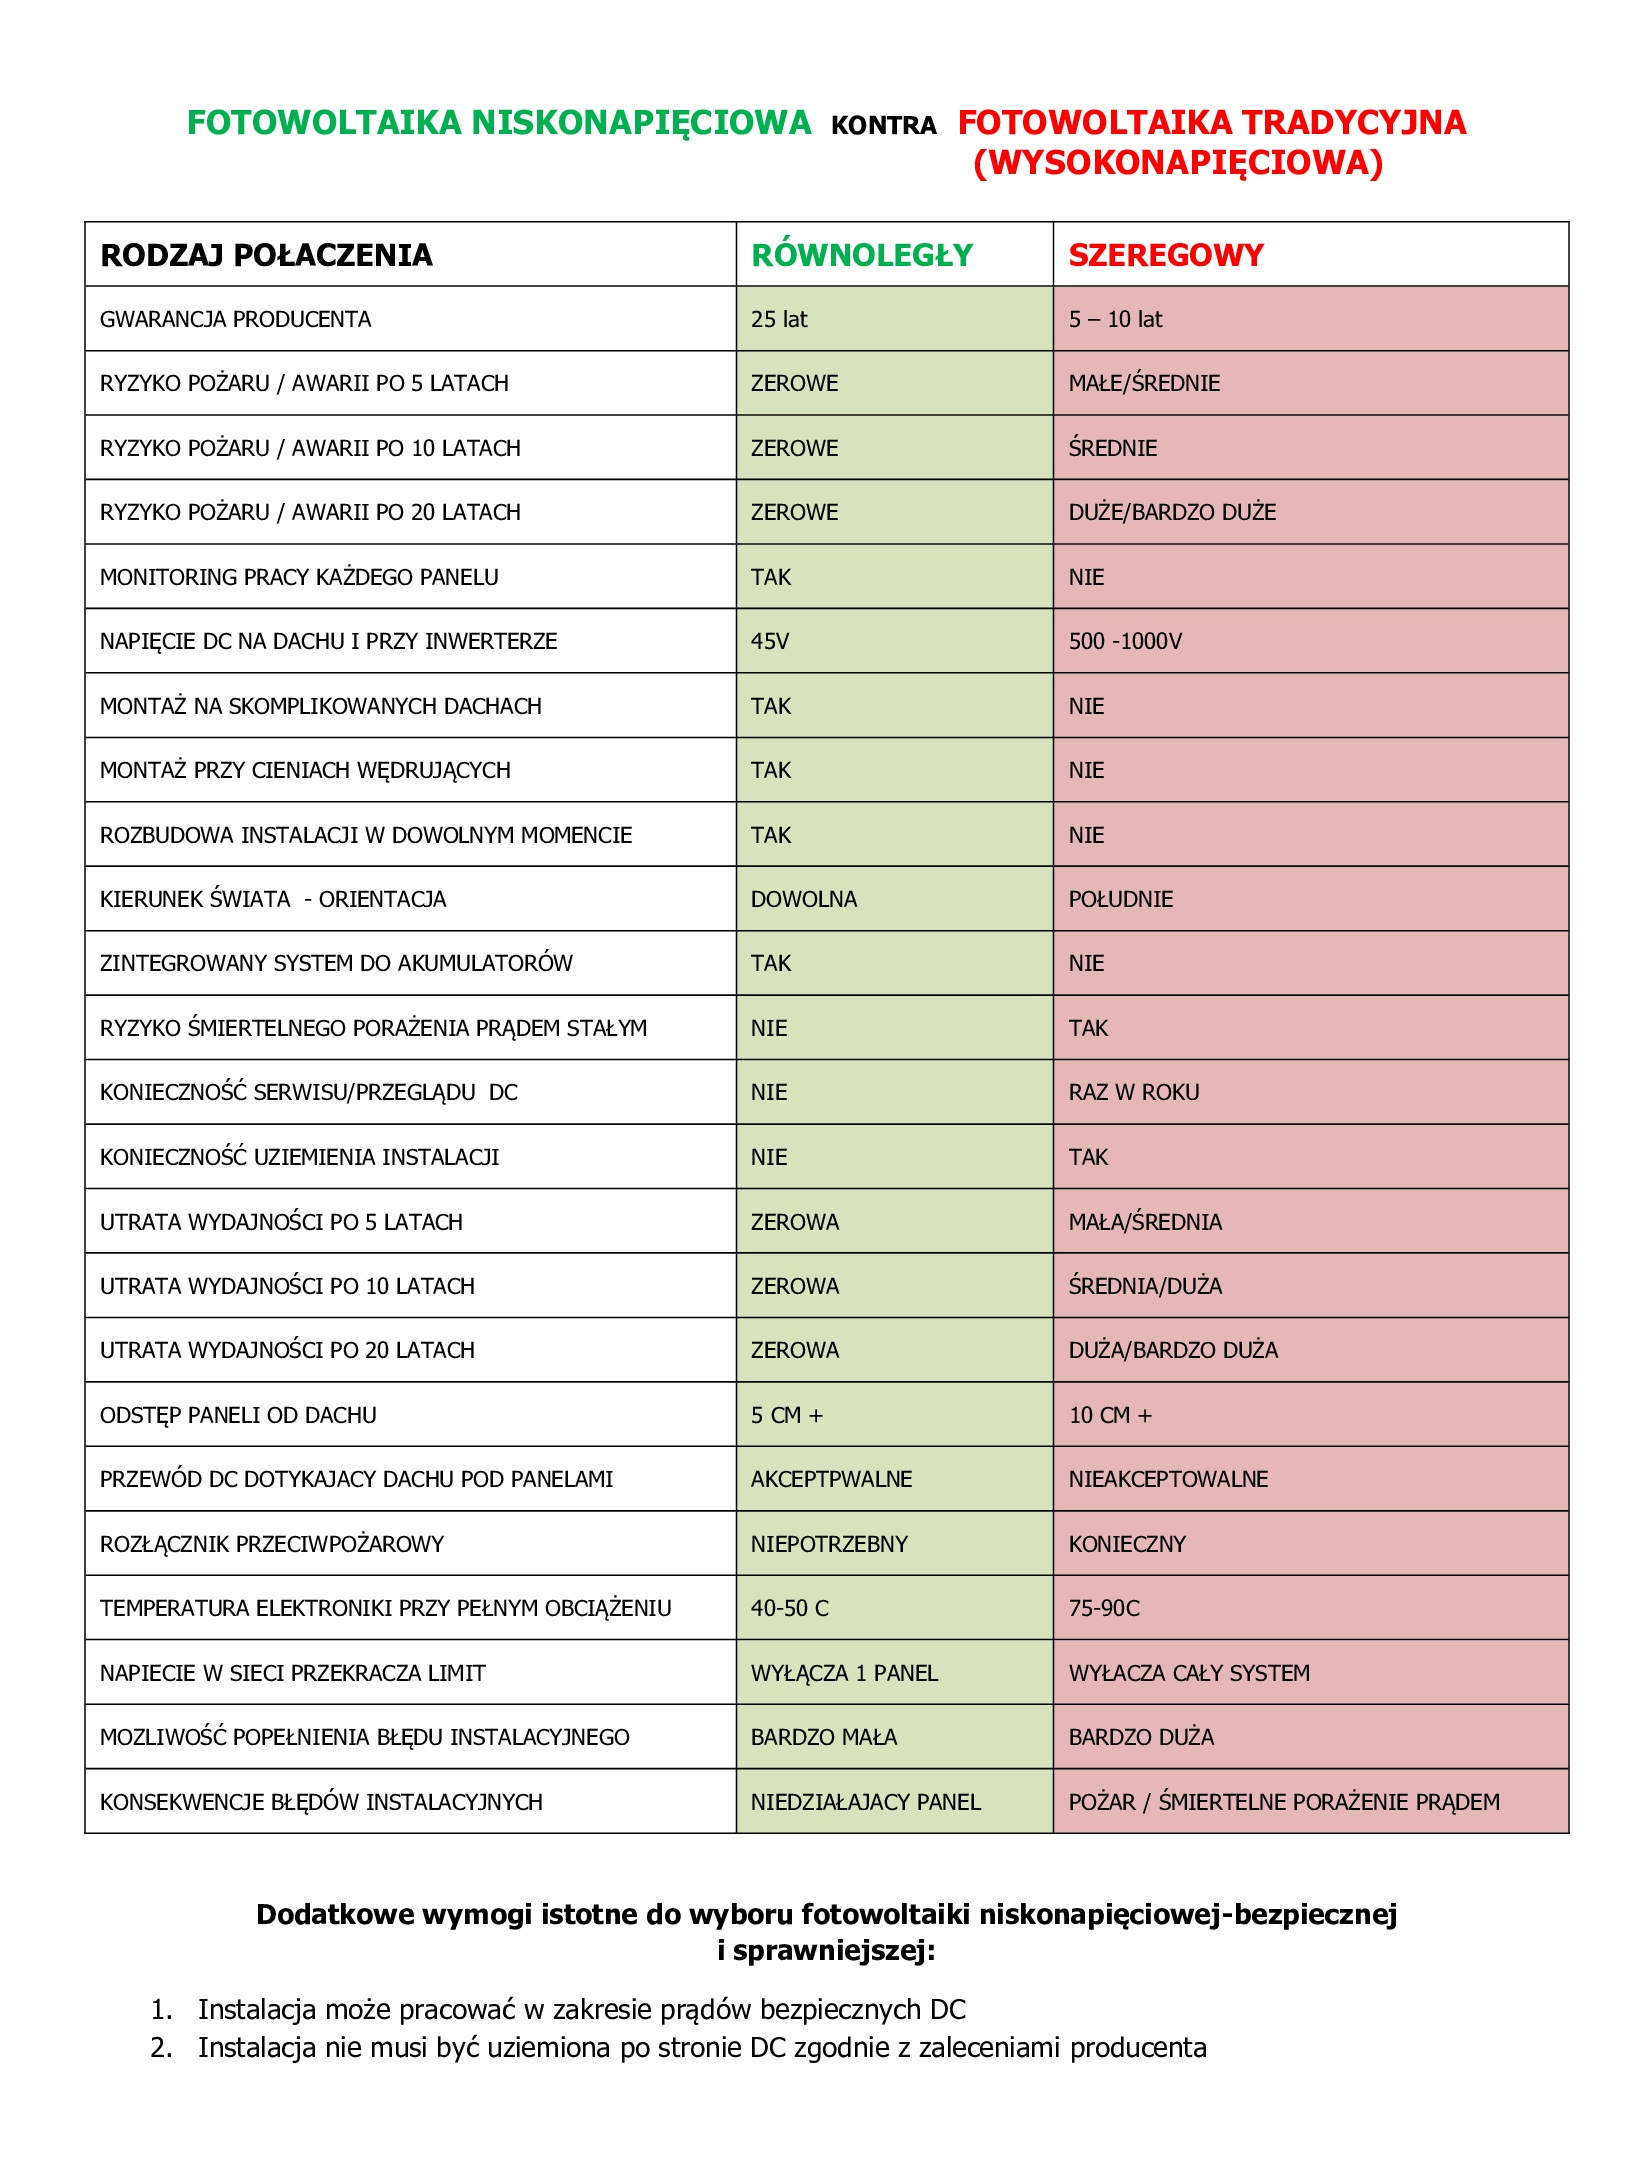 FOTOWOLTAIKA NISKONAPIĘCIOWA KONTRA FOTOWOLTAIKA TRADYCYJNA
(WYSOKONAPIĘCIOWA)
RODZAJ POŁACZENIA RÓWNOLEGŁY SZEREGOWY
GWARANCJA PRODUCENTA 25 lat 5 – 10 lat
RYZYKO POŻARU / AWARII PO 5 LATACH ZEROWE MAŁE/ŚREDNIE
RYZYKO POŻARU / AWARII PO 10 LATACH ZEROWE ŚREDNIE
RYZYKO POŻARU / AWARII PO 20 LATACH ZEROWE DUŻE/BARDZO DUŻE
MONITORING PRACY KAŻDEGO PANELU TAK NIE
NAPIĘCIE DC NA DACHU I PRZY INWERTERZE 45V 500 -1000V
MONTAŻ NA SKOMPLIKOWANYCH DACHACH TAK NIE
MONTAŻ PRZY CIENIACH WĘDRUJĄCYCH TAK NIE
ROZBUDOWA INSTALACJI W DOWOLNYM MOMENCIE TAK NIE
KIERUNEK ŚWIATA - ORIENTACJA DOWOLNA POŁUDNIE
ZINTEGROWANY SYSTEM DO AKUMULATORÓW TAK NIE
RYZYKO ŚMIERTELNEGO PORAŻENIA PRĄDEM STAŁYM NIE TAK
KONIECZNOŚĆ SERWISU/PRZEGLĄDU DC NIE RAZ W ROKU
KONIECZNOŚĆ UZIEMIENIA INSTALACJI NIE TAK
UTRATA WYDAJNOŚCI PO 5 LATACH ZEROWA MAŁA/ŚREDNIA
UTRATA WYDAJNOŚCI PO 10 LATACH ZEROWA ŚREDNIA/DUŻA
UTRATA WYDAJNOŚCI PO 20 LATACH ZEROWA DUŻA/BARDZO DUŻA
ODSTĘP PANELI OD DACHU 5 CM + 10 CM +
PRZEWÓD DC DOTYKAJACY DACHU POD PANELAMI AKCEPTPWALNE NIEAKCEPTOWALNE
ROZŁĄCZNIK PRZECIWPOŻAROWY NIEPOTRZEBNY KONIECZNY
TEMPERATURA ELEKTRONIKI PRZY PEŁNYM OBCIĄŻENIU 40-50 C 75-90C
NAPIECIE W SIECI PRZEKRACZA LIMIT WYŁĄCZA 1 PANEL WYŁACZA CAŁY SYSTEM
MOZLIWOŚĆ POPEŁNIENIA BŁĘDU INSTALACYJNEGO BARDZO MAŁA BARDZO DUŻA
KONSEKWENCJE BŁĘDÓW INSTALACYJNYCH NIEDZIAŁAJACY PANEL POŻAR / ŚMIERTELNE PORAŻENIE PRĄDEM
Dodatkowe wymogi istotne do wyboru fotowoltaiki niskonapięciowej-bezpiecznej
i sprawniejszej:
1. Instalacja może pracować w zakresie prądów bezpiecznych DC
2. Instalacja nie musi być uziemiona po stronie DC zgodnie z zaleceniami producenta